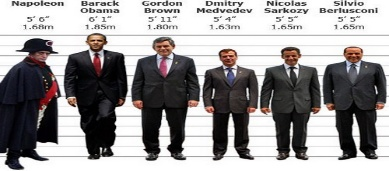 Napoleon
5' 6"
1.68m
Barack
Obama
6' 1"
1.85m
Gordon
Brown
5' 11"
1.80m
Dmitry
Medvedev
5' 4"
1.63m
Nicolas
Sarkozy
5' 5"
1.65m
Silvio
Berlusconi
5' 5"
1.65m